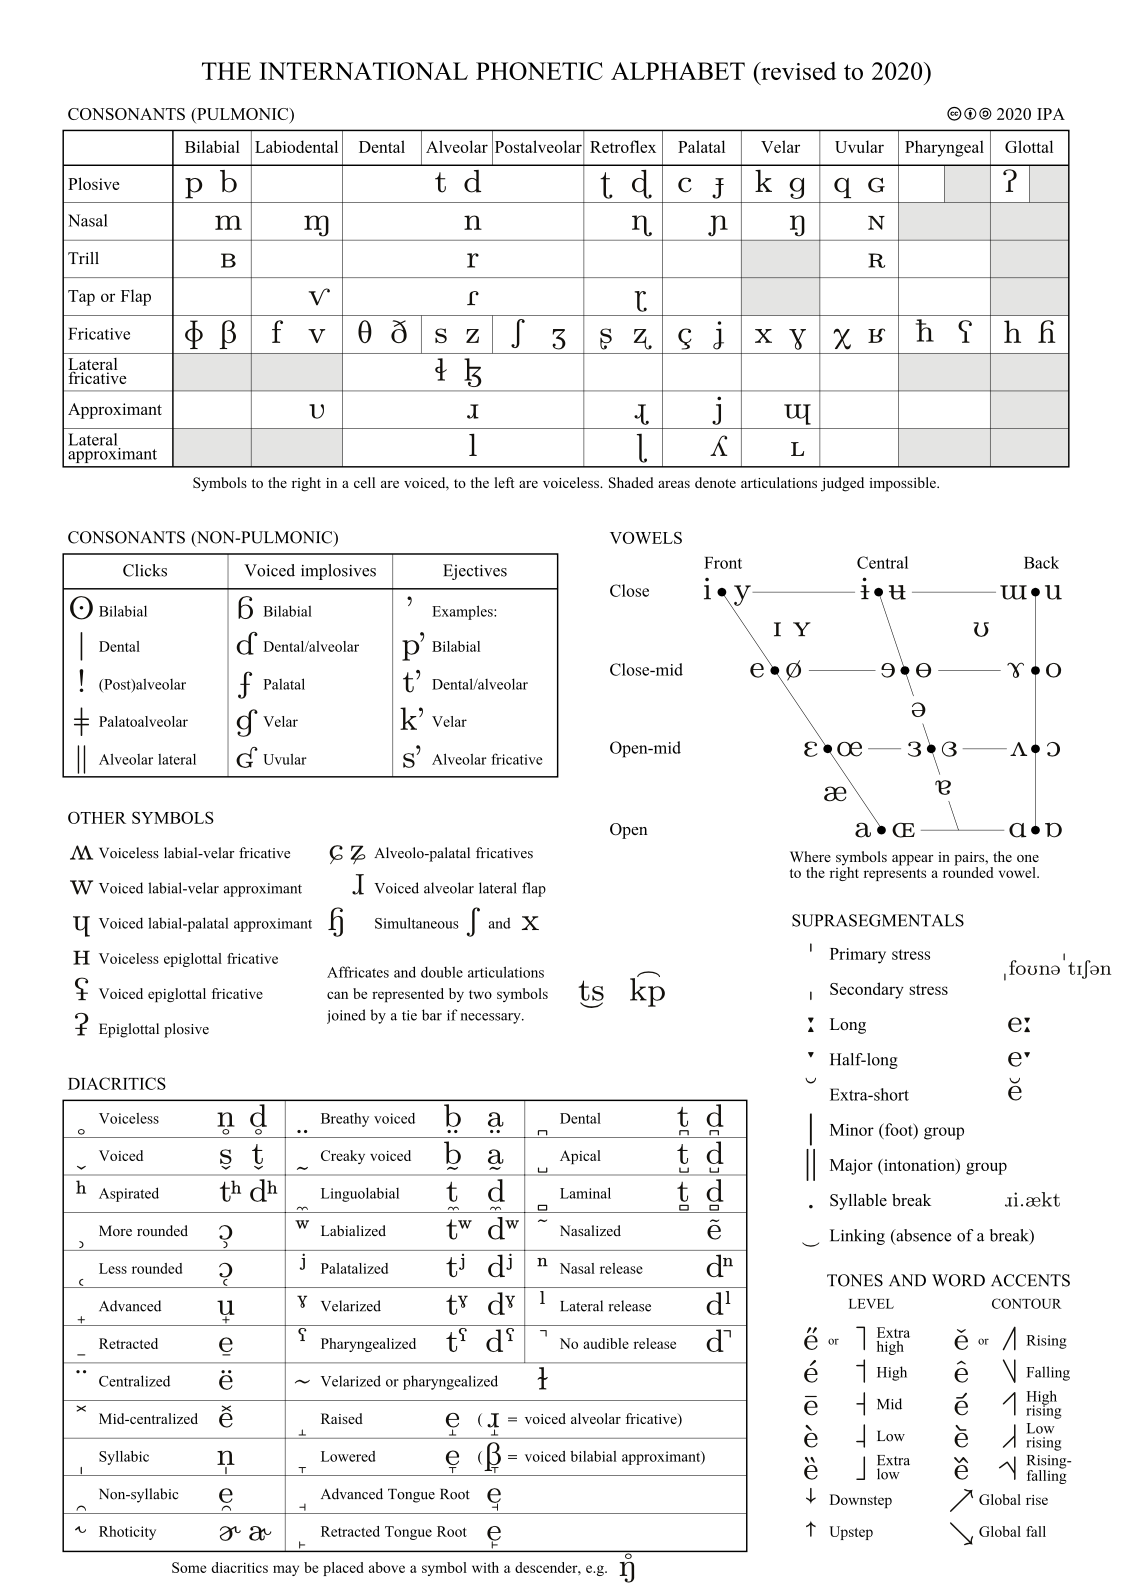 THE INTERNATIONAL PHONETIC ALPHABET (revised to 2020)
CONSONANTS (PULMONIC) 🅭🅯🄎 2020 IPA
Bilabial Labiodental Dental Alveolar Postalveolar Retroflex Palatal Velar Uvular Pharyngeal Glottal
Plosive p b t d ʈ ɖ c ɟ k ɡ q ɢ ʔ
Nasal m ɱ n ɳ ɲ ŋ ɴ
Trill ʙ r ʀ
Tap or Flap ⱱ ɾ ɽ
Fricative ɸ β f v θ ð s z ʃ ʒ ʂ ʐ ç ʝ x ɣ χ ʁ ħ ʕ h ɦ
Lateral fricative ɬ ɮ
Approximant ʋ ɹ ɻ j ɰ
Lateral approximant l ɭ ʎ ʟ
Symbols to the right in a cell are voiced, to the left are voiceless. Shaded areas denote articulations judged impossible.
CONSONANTS (NON-PULMONIC)
Clicks Voiced implosives Ejectives
ʘ Bilabial ɓ Bilabial ʼ Examples:
ǀ Dental ɗ Dental/alveolar pʼ Bilabial
ǃ (Post)alveolar ʄ Palatal tʼ Dental/alveolar
ǂ Palatoalveolar ɠ Velar kʼ Velar
ǁ Alveolar lateral ʛ Uvular sʼ Alveolar fricative
VOWELS
Front Central Back
Close i y ɨ ʉ ɯ u
ɪ ʏ ʊ
Close-mid e ø ɘ ɵ ɤ o
ə
Open-mid ɛ œ ɜ ɞ ʌ ɔ
æ ɐ
Open a ɶ ɑ ɒ
Where symbols appear in pairs, the one
to the right represents a rounded vowel.
OTHER SYMBOLS
ʍ Voiceless labial-velar fricative ɕ ʑ Alveolo-palatal fricatives
w Voiced labial-velar approximant ɺ Voiced alveolar lateral flap
ɥ Voiced labial-palatal approximant ɧ Simultaneous ʃ and x
ʜ Voiceless epiglottal fricative
ʢ Voiced epiglottal fricative
ʡ Epiglottal plosive
Affricates and double articulations
can be represented by two symbols
joined by a tie bar if necessary.
t͜s k͡p
SUPRASEGMENTALS
ˈ Primary stress ˌfoʊnəˈtɪʃən
ˌ Secondary stress
ː Long eː
ˑ Half-long eˑ
˘ Extra-short ĕ
| Minor (foot) group
‖ Major (intonation) group
. Syllable break ɹi.ækt
‿ Linking (absence of a break)
DIACRITICS
̥ Voiceless n̥ d̥ ̤ Breathy voiced b̤ a̤ ̪ Dental t̪ d̪
̬ Voiced s̬ t̬ ̰ Creaky voiced b̰ a̰ ̺ Apical t̺ d̺
ʰ Aspirated tʰ dʰ ̼ Linguolabial t̼ d̼ ̻ Laminal t̻ d̻
̹ More rounded ɔ̹ ʷ Labialized tʷ dʷ ̃ Nasalized ẽ
̜ Less rounded ɔ̜ ʲ Palatalized tʲ dʲ ⁿ Nasal release dⁿ
̟ Advanced u̟ ˠ Velarized tˠ dˠ ˡ Lateral release dˡ
̠ Retracted e̠ ˤ Pharyngealized tˤ dˤ ̚ No audible release d̚
̈ Centralized ë ̴ Velarized or pharyngealized ɫ
̽ Mid-centralized e̽ ̝ Raised e̝ (ɹ̝ = voiced alveolar fricative)
̩ Syllabic n̩ ̞ Lowered e̞ (β̞ = voiced bilabial approximant)
̯ Non-syllabic e̯ ̘ Advanced Tongue Root e̘
˞ Rhoticity ɚ a˞ ̙ Retracted Tongue Root e̙
Some diacritics may be placed above a symbol with a descender, e.g. ŋ̊
TONES AND WORD ACCENTS
LEVEL CONTOUR
e̋ or ˥ Extra high ě or ˩˥ Rising
é ˦ High ê ˥˩ Falling
ē ˧ Mid e᷄ ˦˥ High rising
è ˨ Low e᷅ ˩˨ Low rising
ȅ ˩ Extra low e᷈ ˧˦˧ Rising-falling
ꜜ Downstep ↗ Global rise
ꜛ Upstep ↘ Global fall